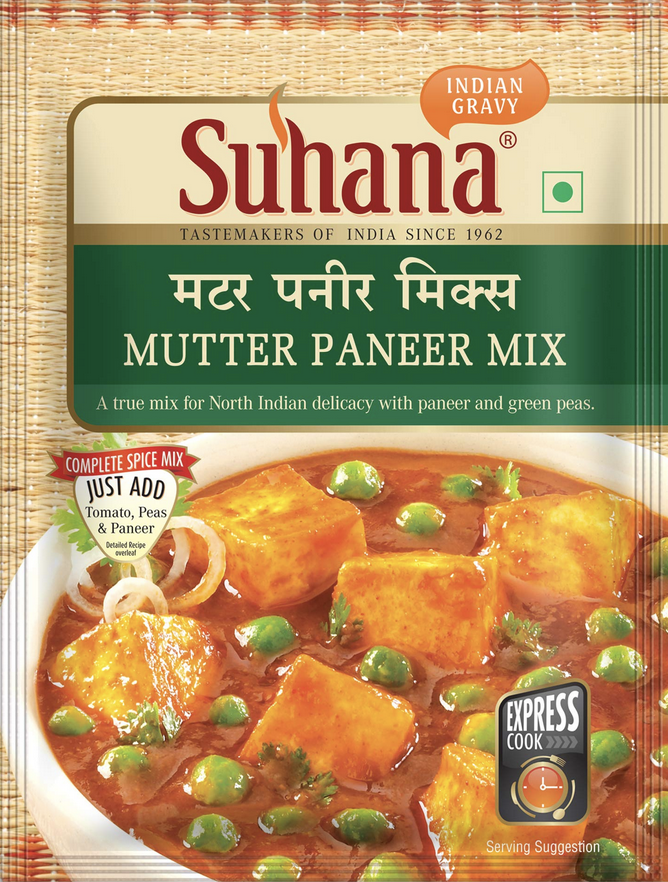 INDIAN
GRAVY
Suhana®
TASTEMAKERS OF INDIA SINCE 1962
मटर पनीर मिक्स
MUTTER PANEER MIX
A true mix for North Indian delicacy with paneer and green peas.
COMPLETE SPICE MIX
JUST ADD
Tomato, Peas
& Paneer
Detailed Recipe
overleaf
EXPRESS
COOK
Serving Suggestion